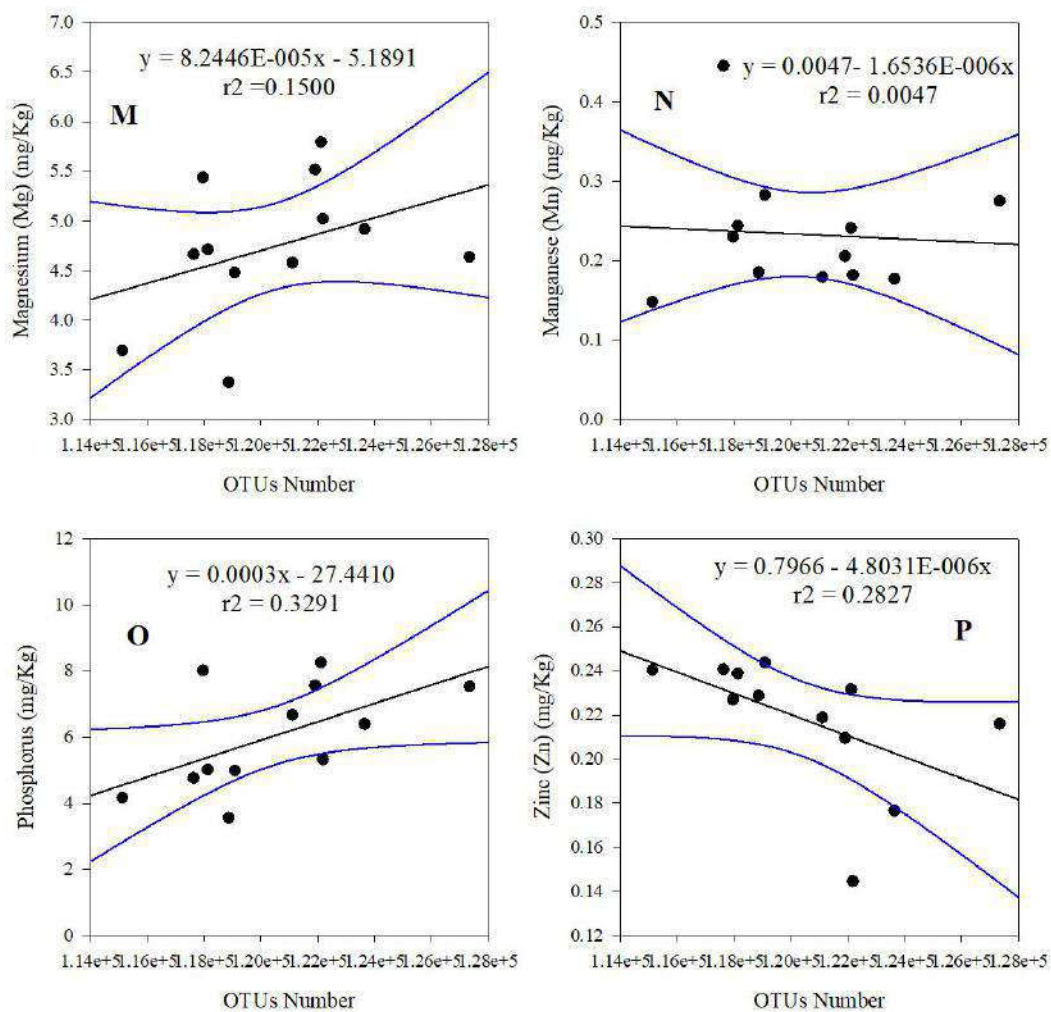 y = 8.2446E-005x - 5.1891
r2 =0.1500
M
Magnesium (Mg) (mg/Kg)
7.0
6.5
6.0
5.5
5.0
4.5
4.0
3.5
3.0
1.14e+51.16e+51.18e+51.20e+51.22e+51.24e+51.26e+51.28e+5
OTUs Number
y = 0.0047- 1.6536E-006x
r2 = 0.0047
N
Manganese (Mn) (mg/Kg)
0.5
0.4
0.3
0.2
0.1
0.0
1.14e+51.16e+51.18e+51.20e+51.22e+51.24e+51.26e+51.28e+5
OTUs Number
y = 0.0003x - 27.4410
r2 = 0.3291
O
Phosphorus (mg/Kg)
12
10
8
6
4
2
0
1.14e+51.16e+51.18e+51.20e+51.22e+51.24e+51.26e+51.28e+5
OTUs Number
y = 0.7966 - 4.8031E-006x
r2 = 0.2827
P
Zinc (Zn) (mg/Kg)
0.30
0.28
0.26
0.24
0.22
0.20
0.18
0.16
0.14
0.12
1.14e+51.16e+51.18e+51.20e+51.22e+51.24e+51.26e+51.28e+5
OTUs Number